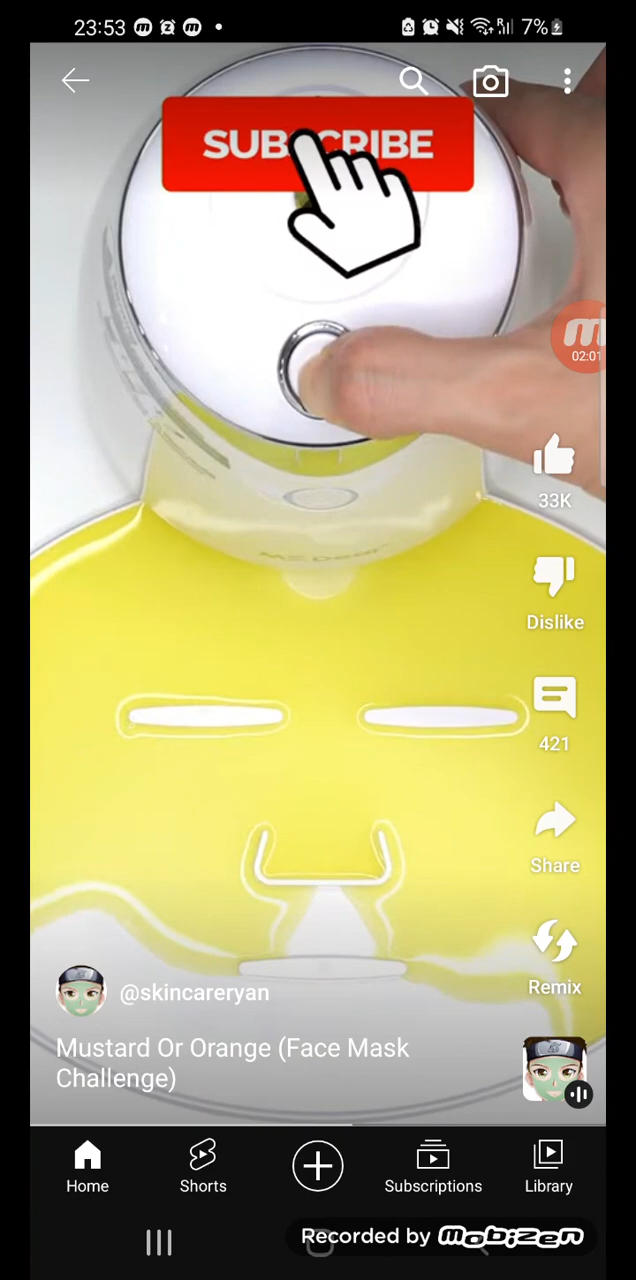 23:53
7%
SUBSCRIBE
02:01
33K
Dislike
421
Share
Remix
@skincareryan
Mustard Or Orange (Face Mask
Challenge)
Home
Shorts
Subscriptions
Library
Recorded by Mobizen